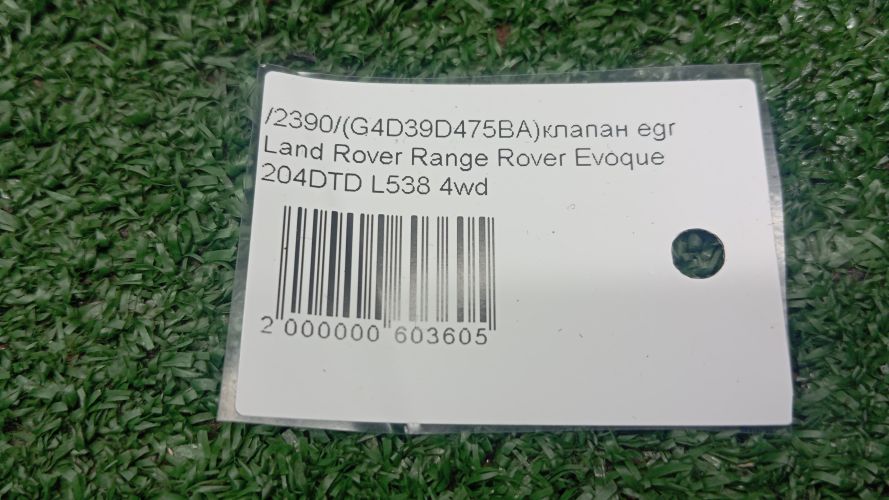 /2390/(G4D39D475BA)клапан egr
Land Rover Range Rover Evoque
204DTD L538 4wd
2 000000 603605